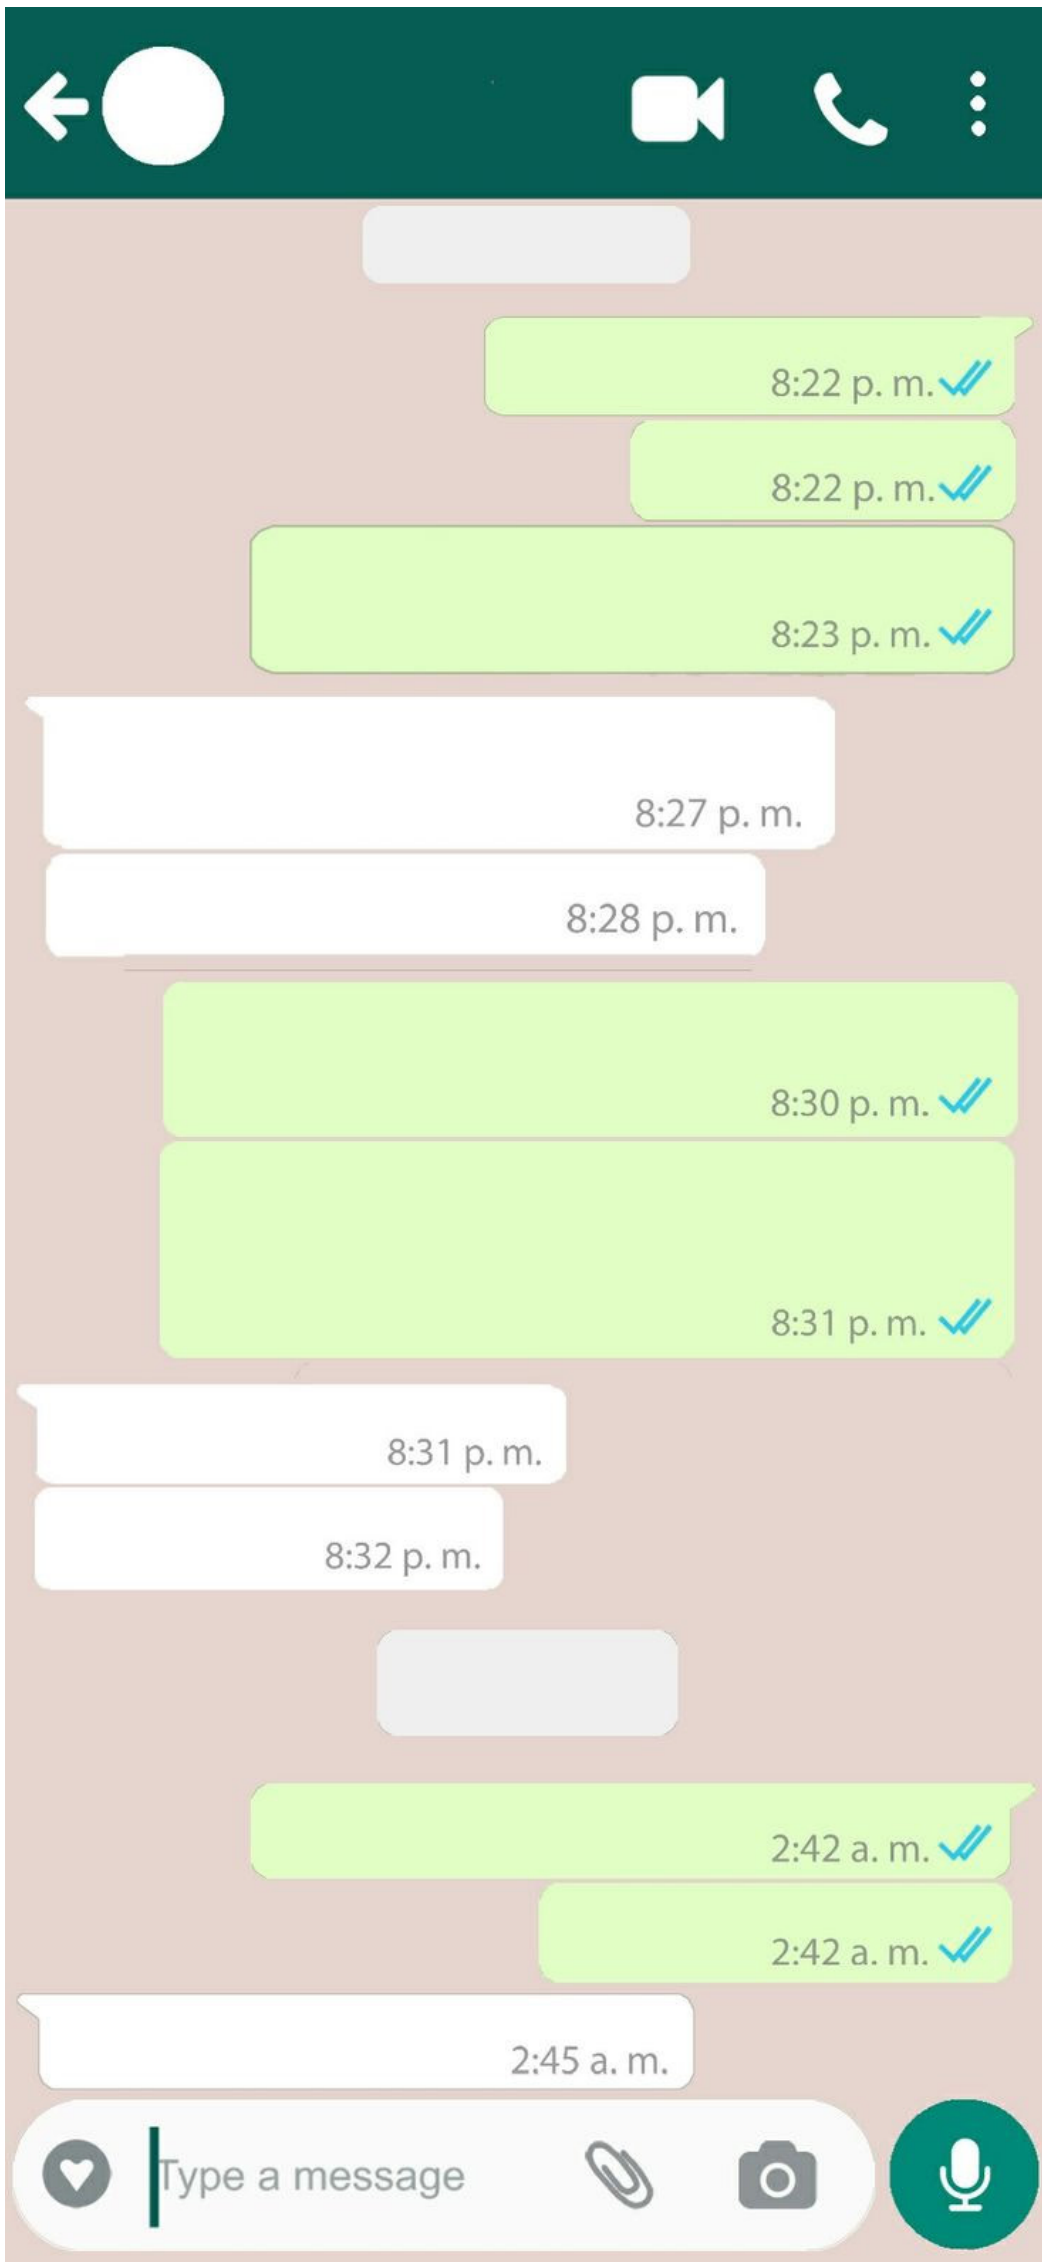 8:22 p. m.
8:22 p. m.
8:23 p. m.
8:27 p. m.
8:28 p. m.
8:30 p. m.
8:31 p. m.
8:31 p. m.
8:32 p. m.
2:42 a. m.
2:42 a. m.
2:45 a. m.
Type a message